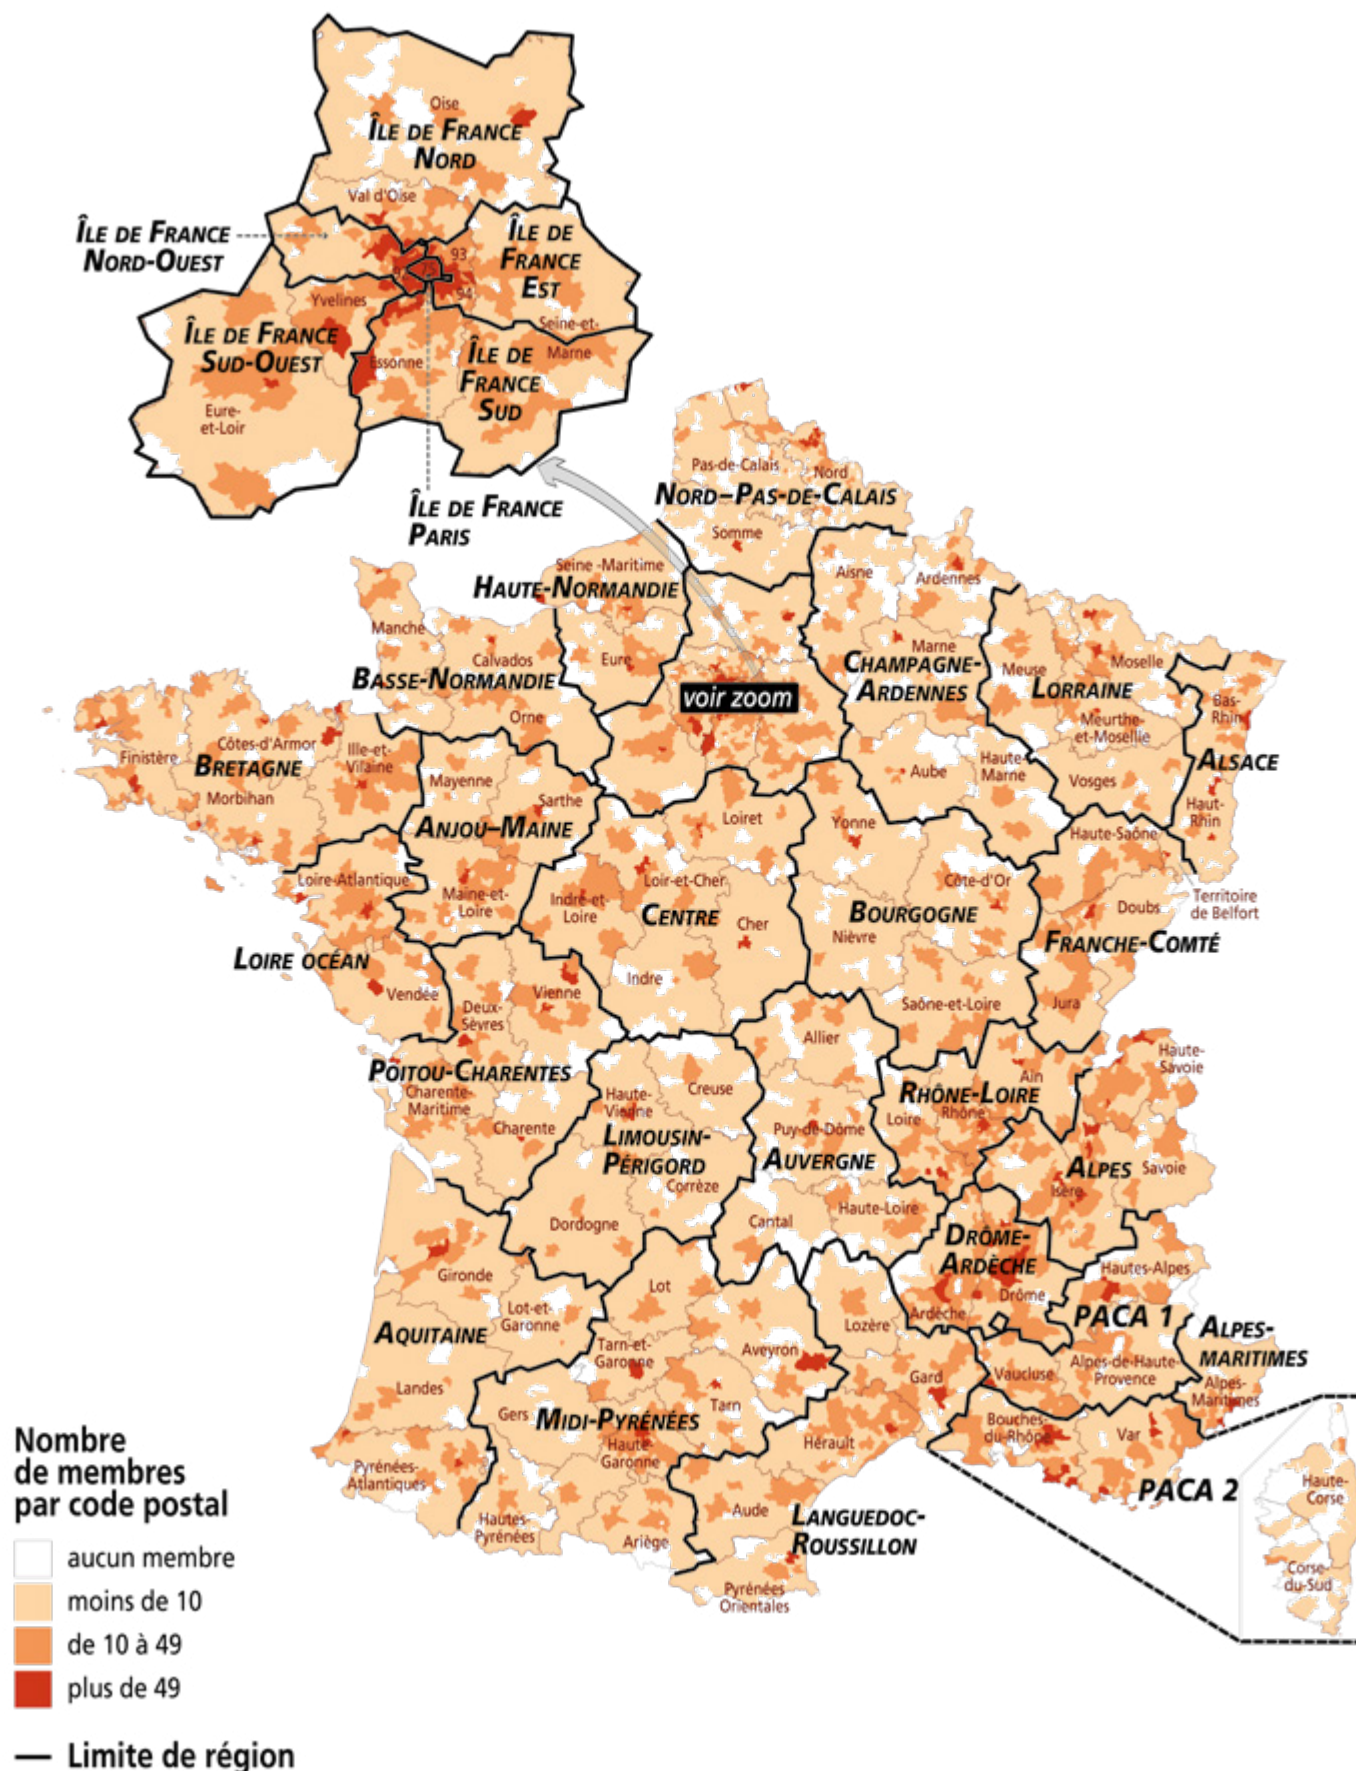 Oise
ÎLE DE FRANCE
NORD
Val d'Oise
ÎLE DE FRANCE
NORD-OUEST
ÎLE DE
FRANCE
EST
93
92
75
94
Yvelines
ÎLE DE FRANCE
SUD-OUEST
Seine-et-
Marne
Essonne
ÎLE DE
FRANCE
SUD
Eure-
et-Loir
ÎLE DE FRANCE
PARIS
Pas-de-Calais
Nord
NORD–PAS-DE-CALAIS
Somme
Seine -Maritime
HAUTE-NORMANDIE
Aisne
Ardennes
Manche
Calvados
Eure
BASSE-NORMANDIE
Orne
voir zoom
Marne
CHAMPAGNE-
ARDENNES
Meuse
Moselle
LORRAINE
Bas-
Rhin
Meurthe-
et-Mosellle
ALSACE
Finistère
Côtes-d'Armor
Ille-et-
Vilaine
BRETAGNE
Morbihan
Mayenne
Sarthe
ANJOU–MAINE
Aube
Haute-
Marne
Vosges
Haut-
Rhin
Loiret
Yonne
Haute-Saône
Loire-Atlantique
Maine-et-
Loire
Indre-et-
Loire
Loir-et-Cher
CENTRE
Cher
Côte-d'Or
BOURGOGNE
Nièvre
Doubs
Territoire
de Belfort
FRANCHE-COMTÉ
LOIRE OCÉAN
Vendée
Deux-
Sèvres
Vienne
Indre
Saône-et-Loire
Jura
Allier
Haute-
Savoie
POITOU-CHARENTES
Charente-
Maritime
Charente
Haute-
Vienne
Creuse
LIMOUSIN-
PÉRIGORD
Corrèze
Puy-de-Dôme
AUVERGNE
Ain
RHÔNE-LOIRE
Loire
Rhône
ALPES
Savoie
Isère
Dordogne
Cantal
Haute-Loire
DRÔME-
ARDÈCHE
Drôme
Ardèche
Hautes-Alpes
Gironde
Lot
Lot-et-
Garonne
AQUITAINE
Tarn-et-
Garonne
Aveyron
Lozère
PACA 1
ALPES-
MARITIMES
Landes
Gers
MIDI-PYRÉNÉES
Tarn
Gard
Vaucluse
Alpes-de-Haute-
Provence
Alpes-
Maritimes
Haute-
Garonne
Hérault
Bouches-
du-Rhône
Var
PACA 2
Pyrénées-
Atlantiques
Hautes-
Pyrénées
Ariège
Aude
LANGUEDOC-
ROUSSILLON
Pyrénées
Orientales
Haute-
Corse
Corse-
du-Sud
Nombre
de membres
par code postal
aucun membre
moins de 10
de 10 à 49
plus de 49
Limite de région